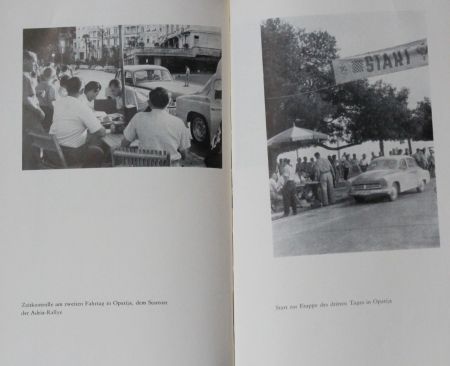 Zeitkontrolle am zweiten Fahrtag in Opatija, dem Startort
der Adria-Rallye
START
Start zur Etappe des dritten Tages in Opatija